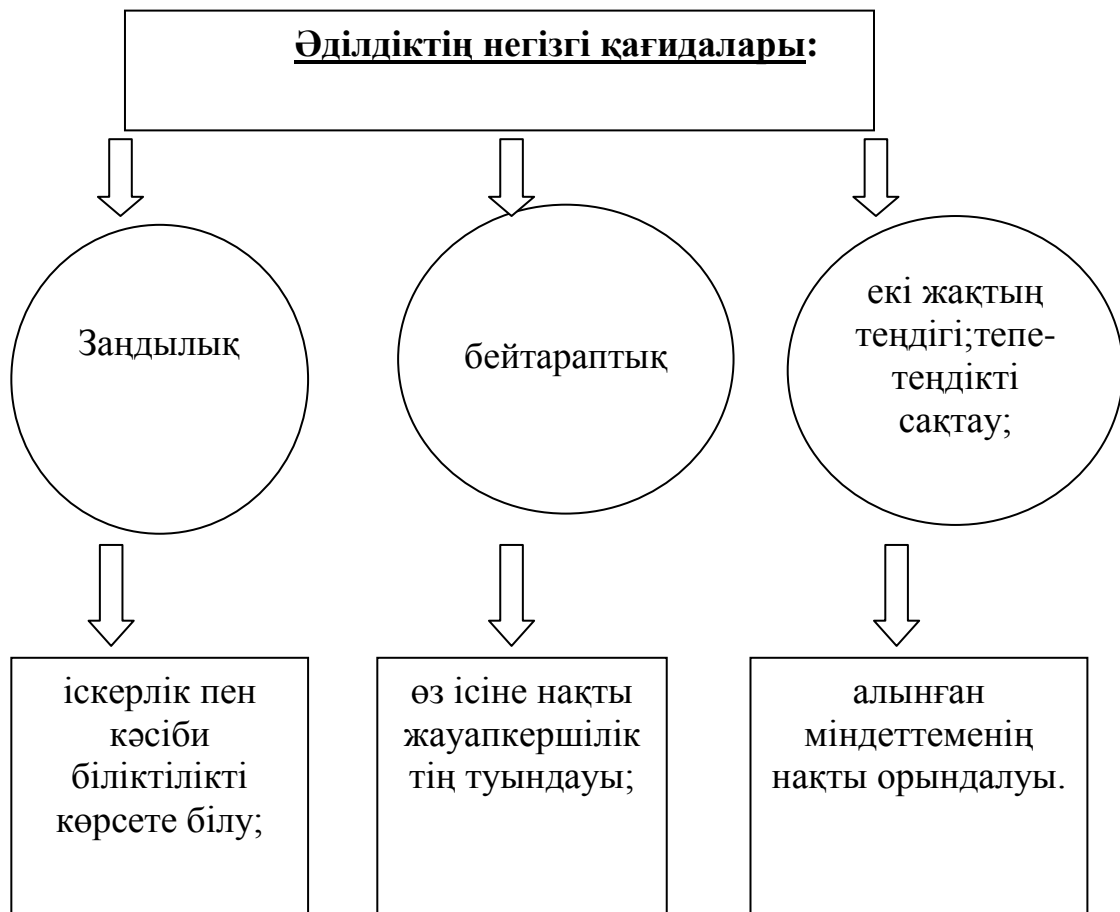 Әділдіктің негізгі қағидалары:
Заңдылық
бейтараптық
екі жақтың
теңдігі;тепе-
теңдікті
сақтау;
іскерлік пен
кәсіби
біліктілікті
көрсете білу;
өз ісіне нақты
жауапкершілік
тің туындауы;
алынған
міндеттеменің
нақты орындалуы.